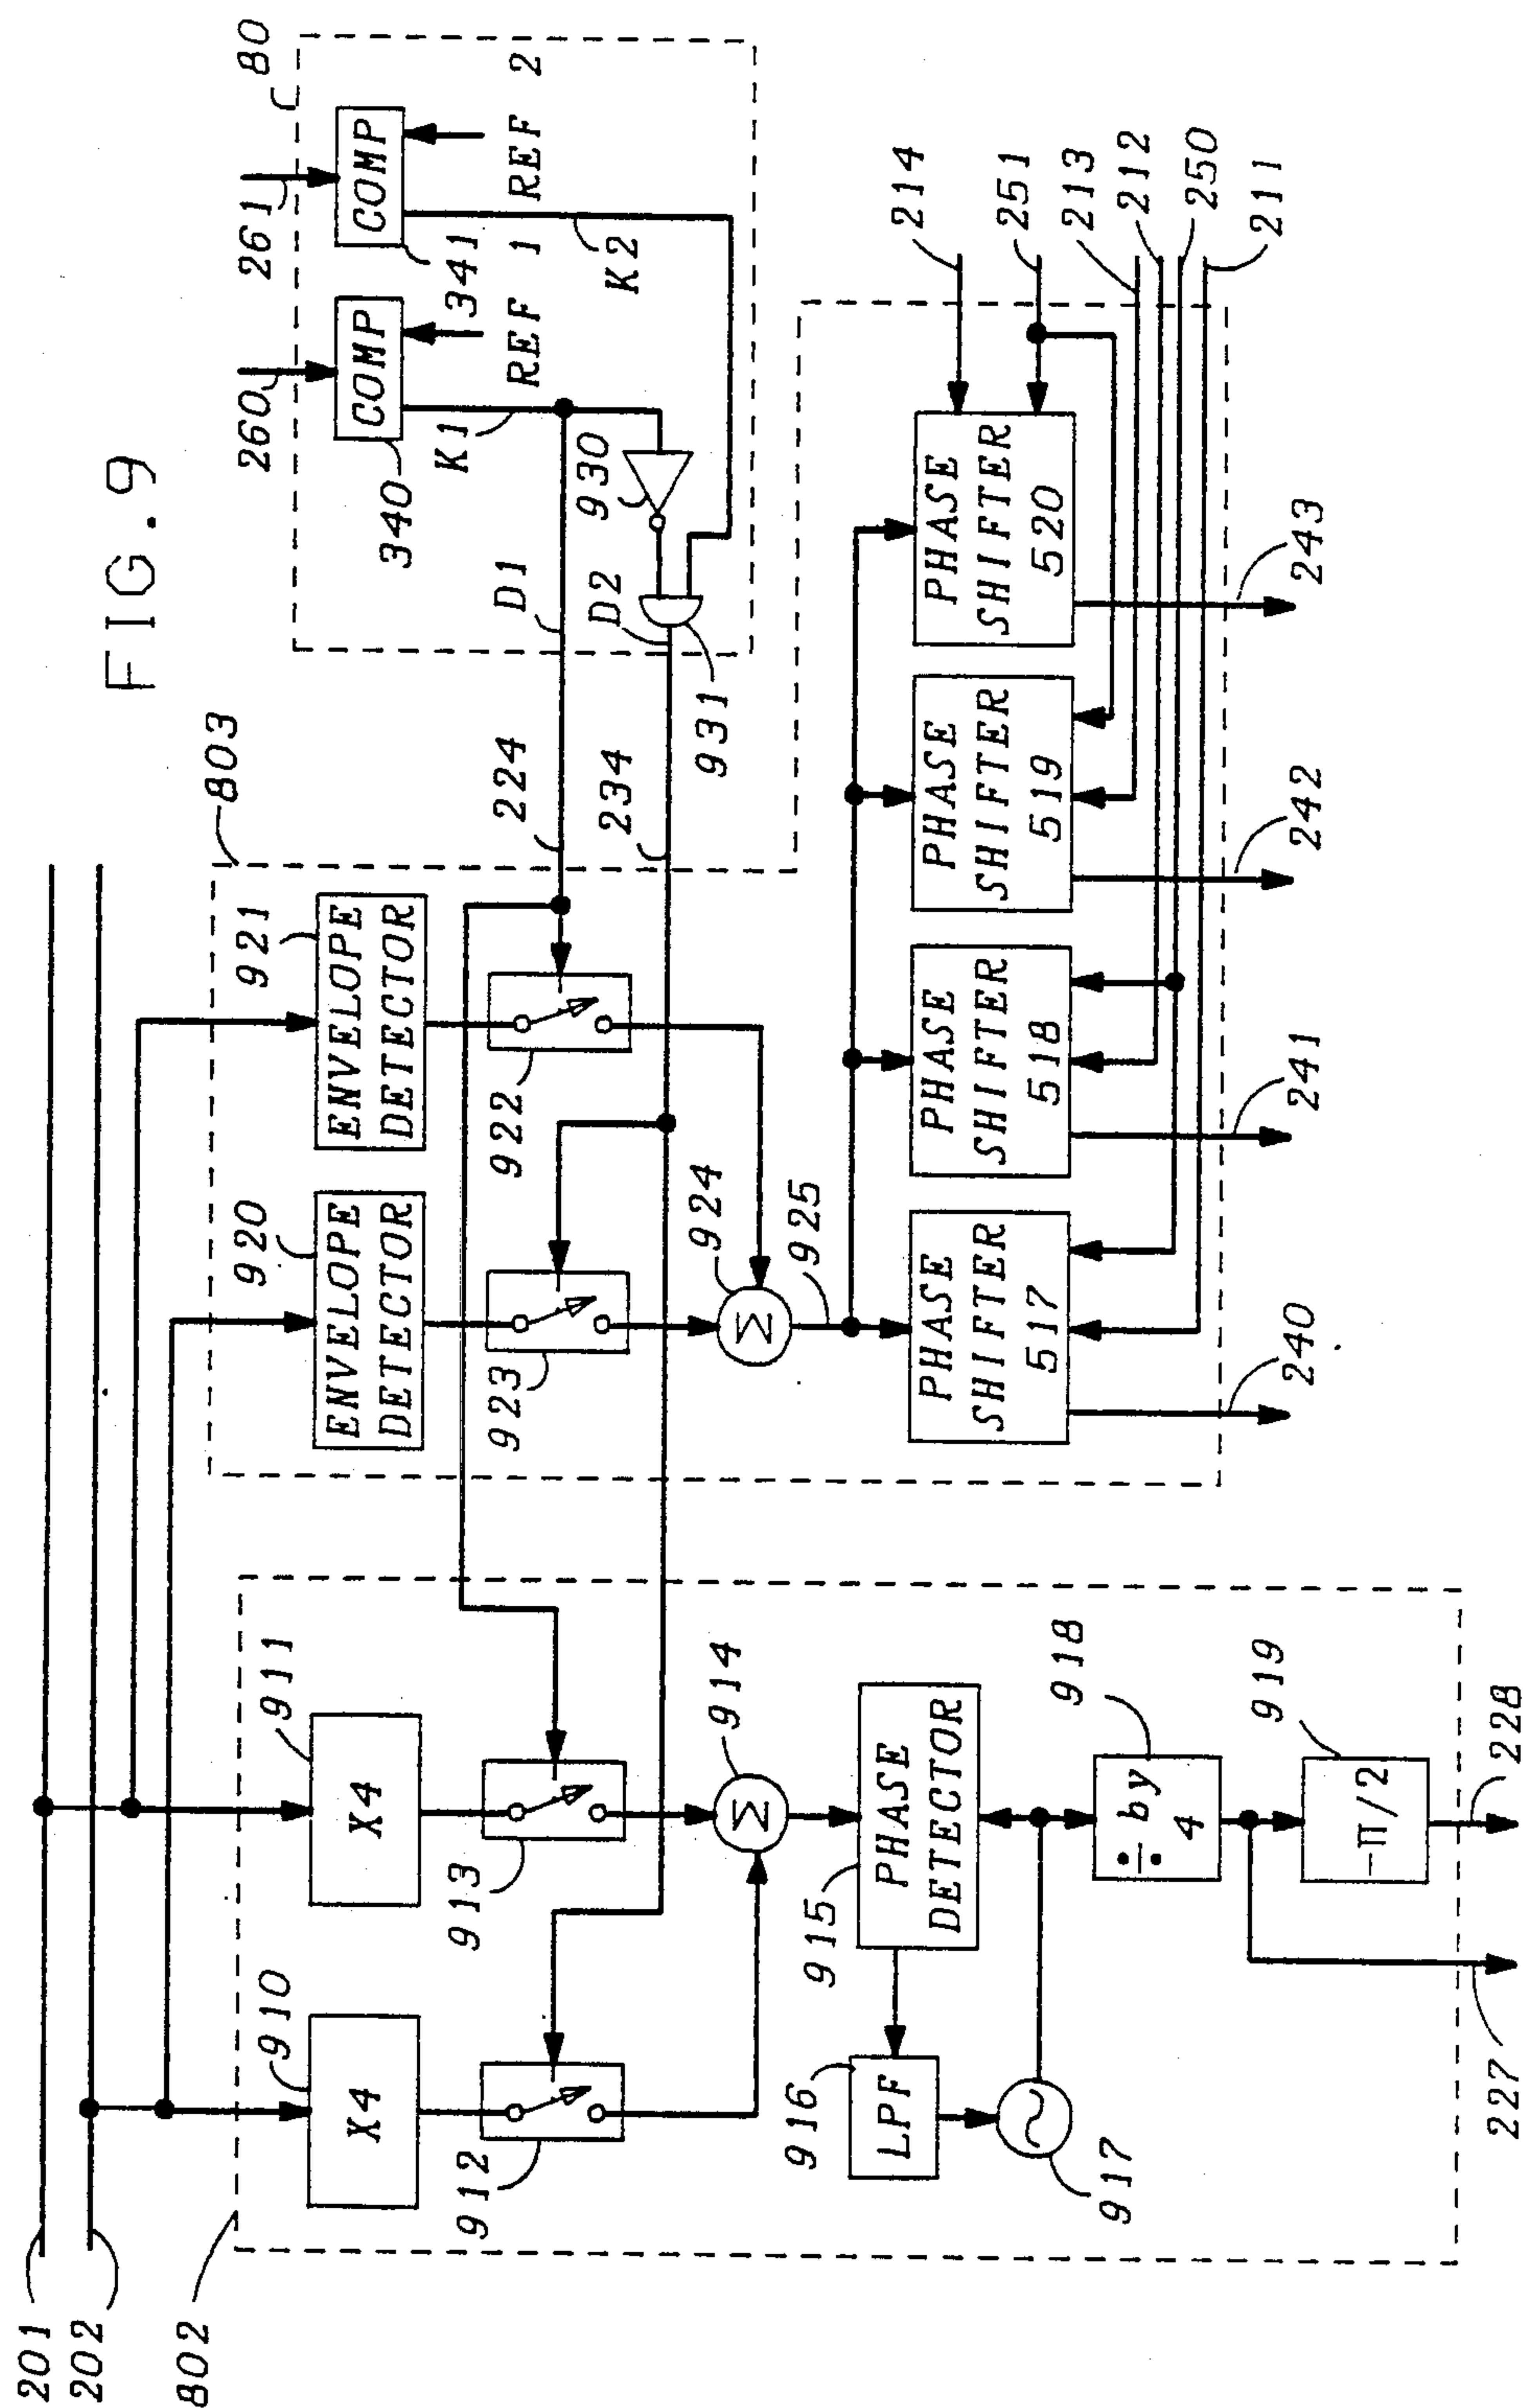 FIG.9
201
202
802
803
80
260
261
COMP
COMP
340
341
REF 1
REF 2
K1
K2
930
931
D1
D2
224
234
910
911
X4
X4
912
913
914
915
PHASE
DETECTOR
916
LPF
917
918
÷ by
4
919
-π/2
227
228
920
921
ENVELOPE
DETECTOR
ENVELOPE
DETECTOR
923
922
924
925
PHASE
SHIFTER
517
PHASE
SHIFTER
518
PHASE
SHIFTER
519
PHASE
SHIFTER
520
214
251
213
212
250
211
240
241
242
243